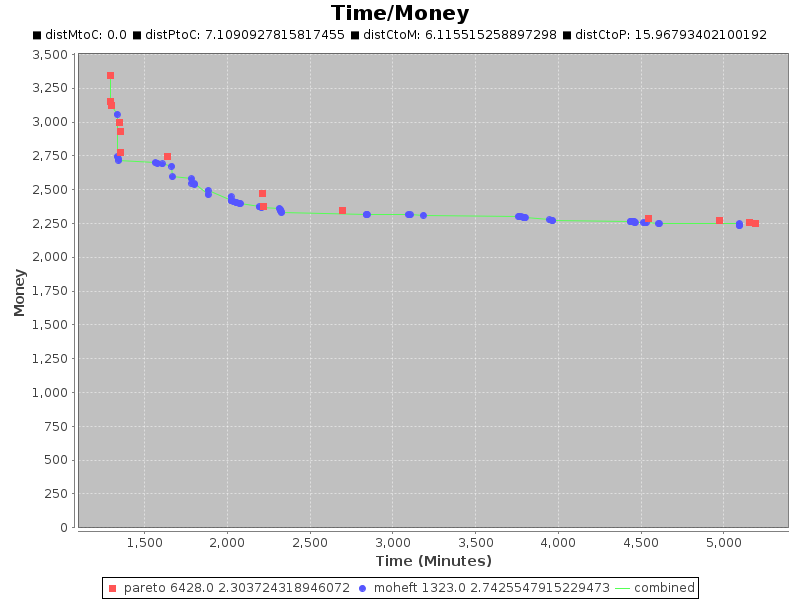 Time/Money
distMtoC: 0.0 distPtoC: 7.1090927815817455 distCtoM: 6.115515258897298 distCtoP: 15.96793402100192
3,500
3,250
3,000
2,750
2,500
2,250
2,000
1,750
1,500
1,250
1,000
750
500
250
0
Money
1,500 2,000 2,500 3,000 3,500 4,000 4,500 5,000
Time (Minutes)
pareto 6428.0 2.303724318946072 moheft 1323.0 2.7425547915229473 combined